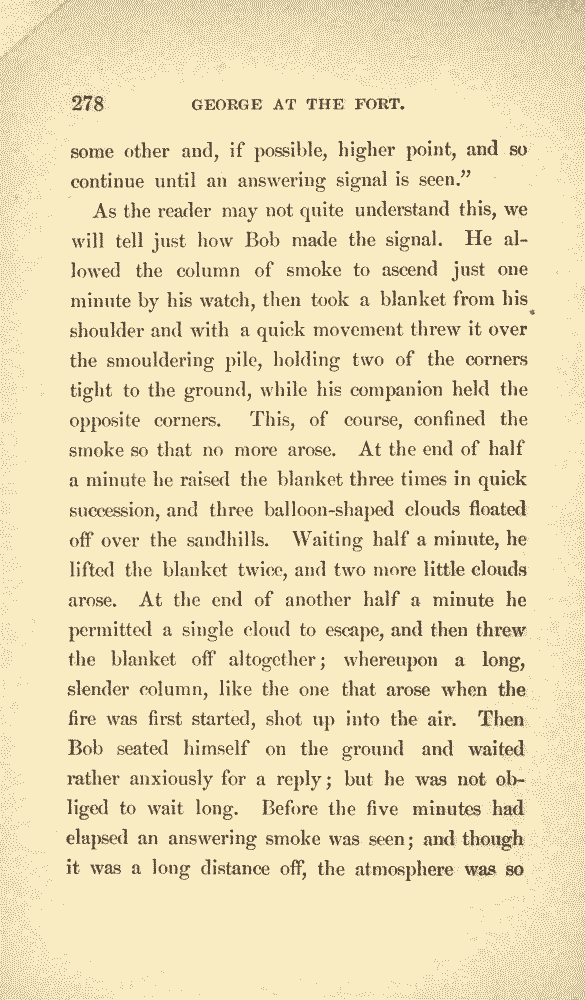 278 GEORGE AT THE FORT.
some other and, if possible, higher point, and so
continue until an answering signal is seen.”
As the reader may not quite understand this, we
will tell just how Bob made the signal. He al-
lowed the column of smoke to ascend just one
minute by his watch, then took a blanket from his
shoulder and with a quick movement threw it over
the smouldering pile, holding two of the corners
tight to the ground, while his companion held the
opposite corners. This, of course, confined the
smoke so that no more arose. At the end of half
a minute he raised the blanket three times in quick
succession, and three balloon-shaped clouds floated
off over the sandhills. Waiting half a minute, he
lifted the blanket twice, and two more little clouds
arose. At the end of another half a minute he
permitted a single cloud to escape, and then threw
the blanket off altogether; whereupon a long,
slender column, like the one that arose when the
fire was first started, shot up into the air. Then
Bob seated himself on the ground and waited
rather anxiously for a reply; but he was not ob-
liged to wait long. Before the five minutes had
elapsed an answering smoke was seen; and though
it was a long distance off, the atmosphere was so